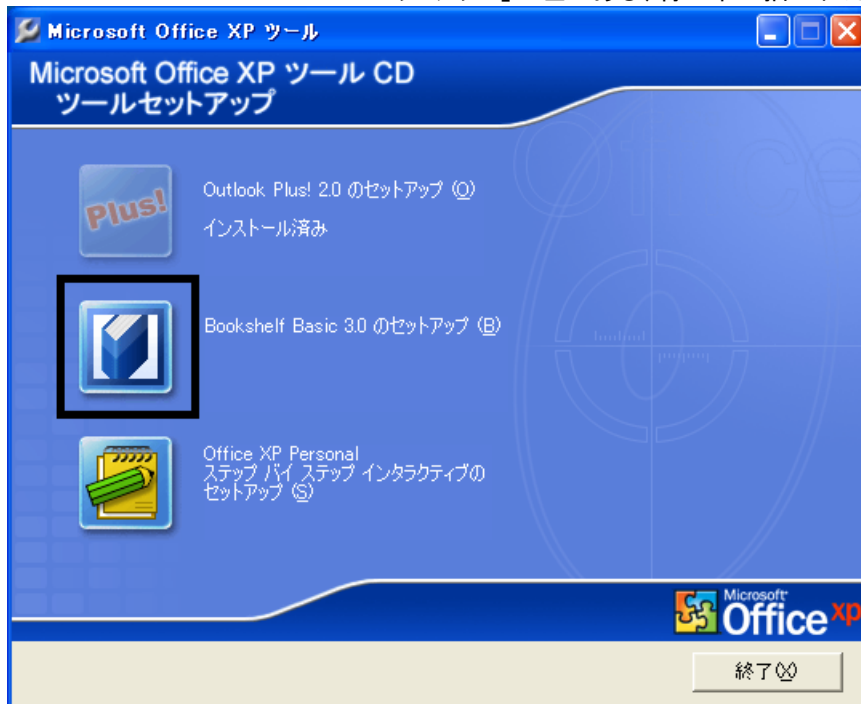 Microsoft Office XP ツール
Microsoft Office XP ツール CD
ツールセットアップ
Plus!
Outlook Plus! 2.0 のセットアップ (O)
インストール済み
Bookshelf Basic 3.0 のセットアップ (B)
Office XP Personal
ステップ バイ ステップ インタラクティブの
セットアップ (S)
Office
Microsoft
Office xp
終了(X)